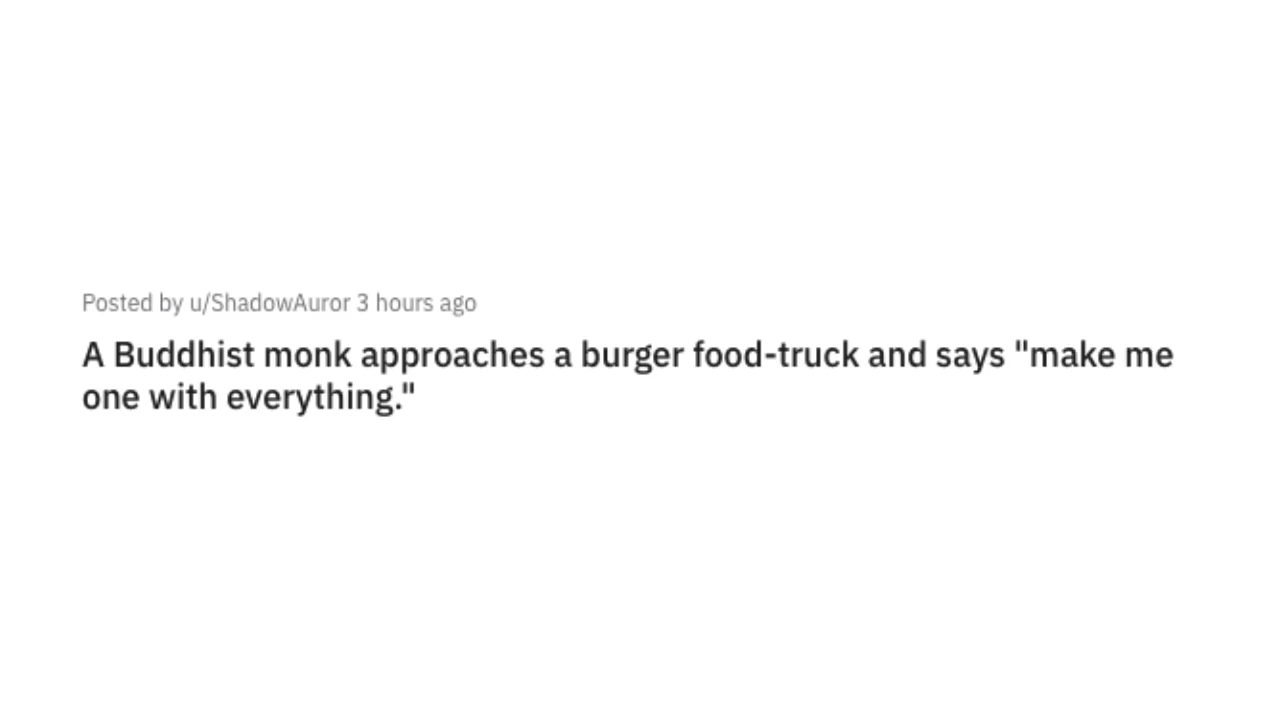 Posted by u/ShadowAuror 3 hours ago
A Buddhist monk approaches a burger food-truck and says "make me
one with everything."